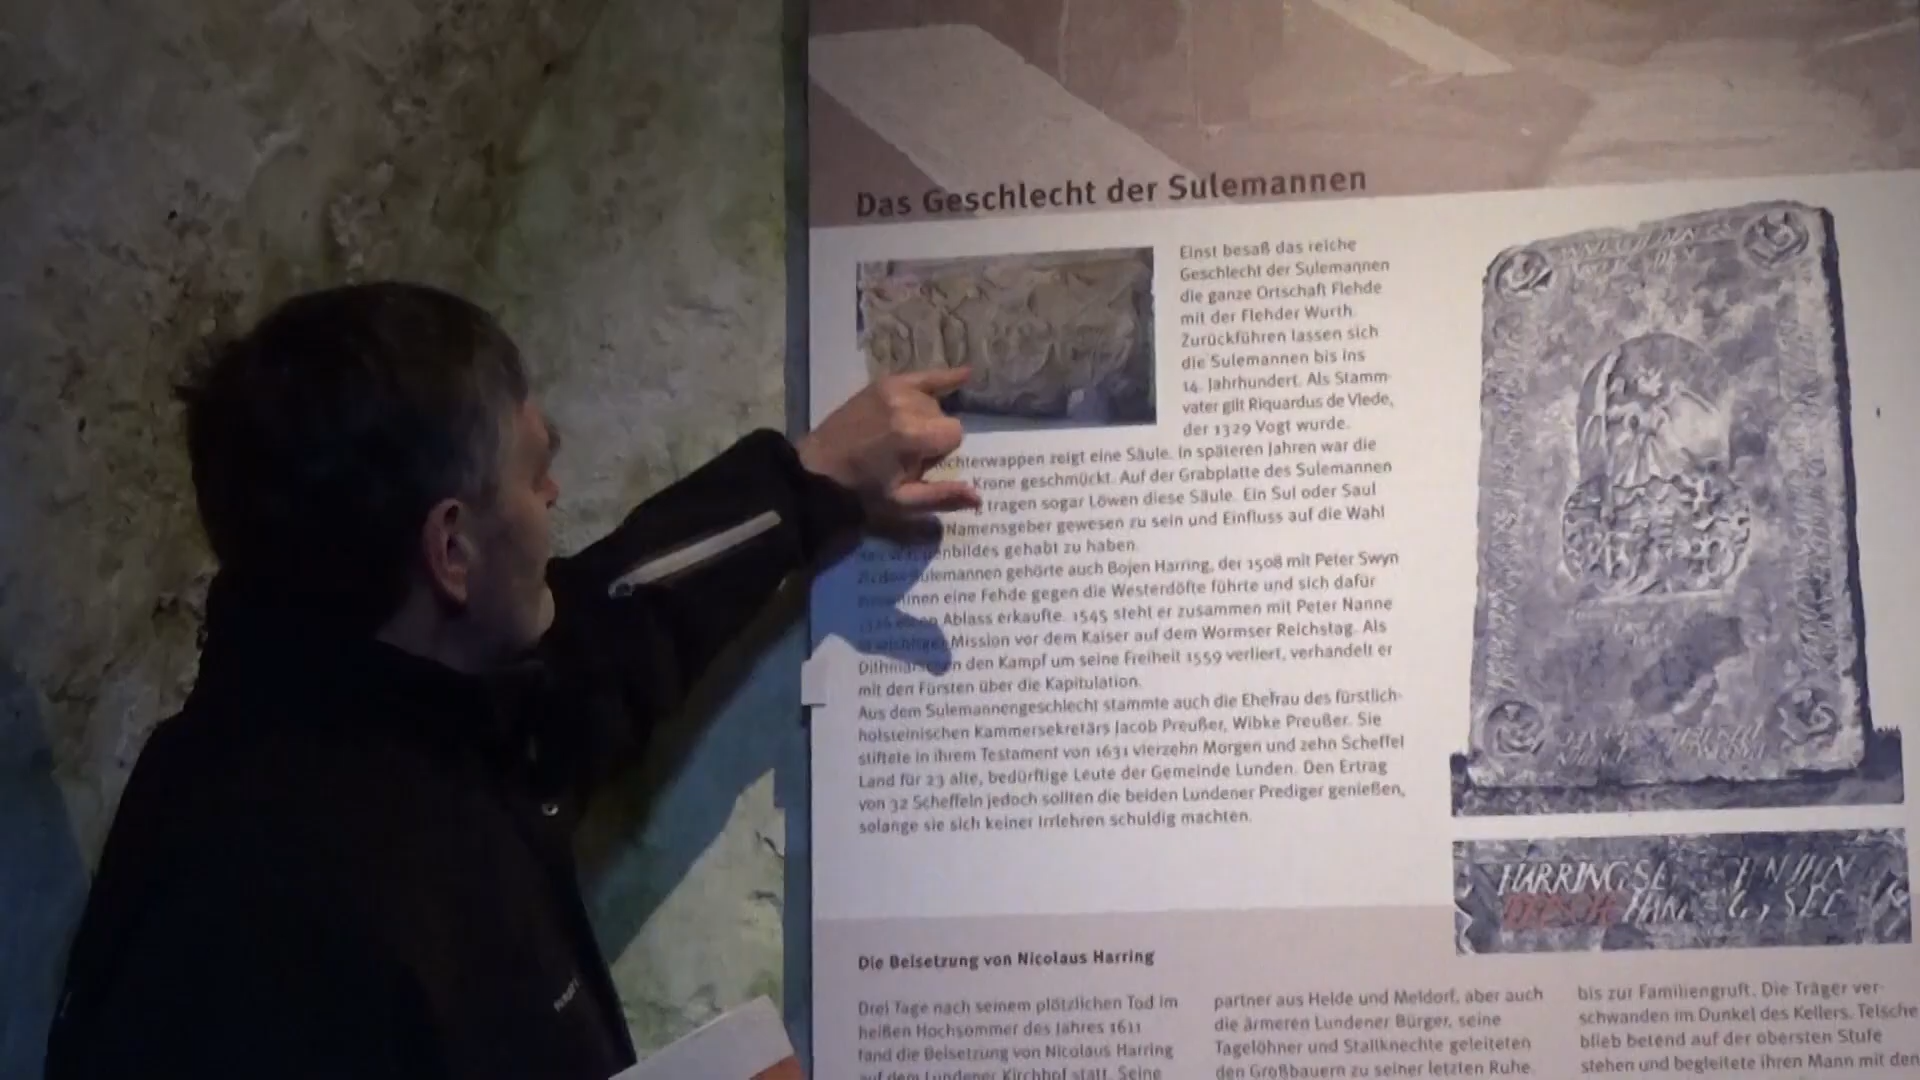 Das Geschlecht der Sulemannen
Einst besaß das reiche
Geschlecht der Sulemannen
die ganze Ortschaft Flehde
mit der Flehder Wurth.
Zurückführen lassen sich
die Sulemannen bis ins
14. Jahrhundert. Als Stamm-
vater gilt Riquardus de Vlede,
der 1329 Vogt wurde.
chterwappen zeigt eine Säule. In späteren Jahren war die
Krone geschmückt. Auf der Grabplatte des Sulemannen
tragen sogar Löwen diese Säule. Ein Sul oder Saul
Namensgeber gewesen zu sein und Einfluss auf die Wahl
nbildes gehabt zu haben.
Sulemannen gehörte auch Bojen Harring, der 1508 mit Peter Swyn
eine Fehde gegen die Westerdöfte führte und sich dafür
Ablass erkaufte. 1545 steht er zusammen mit Peter Nanne
Mission vor dem Kaiser auf dem Wormser Reichstag. Als
den Kampf um seine Freiheit 1559 verliert, verhandelt er
mit den Fürsten über die Kapitulation.
Aus dem Sulemannengeschlecht stammte auch die Ehefrau des fürstlich-
holsteinischen Kammersekretärs Jacob Preußer, Wibke Preußer. Sie
stiftete in ihrem Testament von 1631 vierzehn Morgen und zehn Scheffel
Land für 23 alte, bedürftige Leute der Gemeinde Lunden. Den Ertrag
von 32 Scheffeln jedoch sollten die beiden Lundener Prediger genießen,
solange sie sich keiner Irrlehren schuldig machten.
HARRING
Die Beisetzung von Nicolaus Harring
Drei Tage nach seinem plötzlichen Tod im
heißen Hochsommer des Jahres 1611
fand die Beisetzung von Nicolaus Harring
auf dem Lundener Kirchhof statt. Seine
partner aus Heide und Meldorf, aber auch
die ärmeren Lundener Bürger, seine
Tagelöhner und Stallknechte geleiteten
den Großbauern zu seiner letzten Ruhe
bis zur Familiengruft. Die Träger ver-
schwanden im Dunkel des Kellers. Telsche
blieb betend auf der obersten Stufe
stehen und begleitete ihren Mann mit den